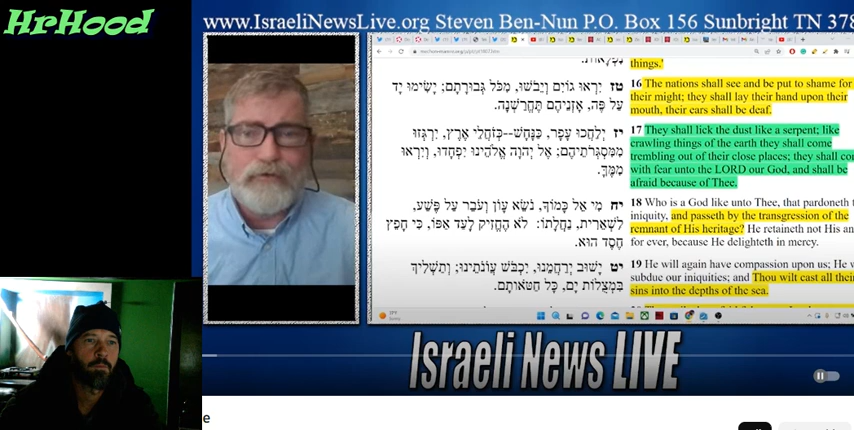 HrHood
www.IsraeliNewsLive.org Steven Ben-Nun P.O. Box 156 Sunbright TN 378
נִפְלָאוֹת.
things.'
טז יִרְאוּ גוֹיִם וְיֵבֹשׁוּ, מִכֹּל גְּבוּרָתָם; יָשִׂימוּ יָד
עַל פֶּה, אָזְנֵיהֶם תֶּחֱרַשְׁנָה.
16 The nations shall see and be put to shame for
their might; they shall lay their hand upon their
mouth, their ears shall be deaf.
יז יְלַחֲכוּ עָפָר, כַּנָּחָשׁ--כְּזֹחֲלֵי אֶרֶץ, יִרְגְּזוּ
מִמִּסְגְּרֹתֵיהֶם; אֶל יְהוָה אֱלֹהֵינוּ יִפְחָדוּ, וְיִרְאוּ
מִמֶּךָּ.
17 They shall lick the dust like a serpent; like
crawling things of the earth they shall come
trembling out of their close places; they shall co
with fear unto the LORD our God, and shall be
afraid because of Thee.
יח מִי אֵל כָּמוֹךָ, נֹשֵׂא עָוֺן וְעֹבֵר עַל פֶּשַׁע,
לִשְׁאֵרִית, נַחֲלָתוֹ: לֹא הֶחֱזִיק לָעַד אַפּוֹ, כִּי חָפֵץ
חֶסֶד הוּא.
18 Who is a God like unto Thee, that pardoneth t
iniquity, and passeth by the transgression of the
remnant of His heritage? He retaineth not His an
for ever, because He delighteth in mercy.
יט יָשׁוּב יְרַחֲמֵנוּ, יִכְבֹּשׁ עֲוֺנֹתֵינוּ; וְתַשְׁלִיךְ
בִּמְצֻלוֹת יָם, כָּל חַטֹּאותָם.
19 He will again have compassion upon us; He w
subdue our iniquities; and Thou wilt cast all thei
sins into the depths of the sea.
Israeli News LIVE
e